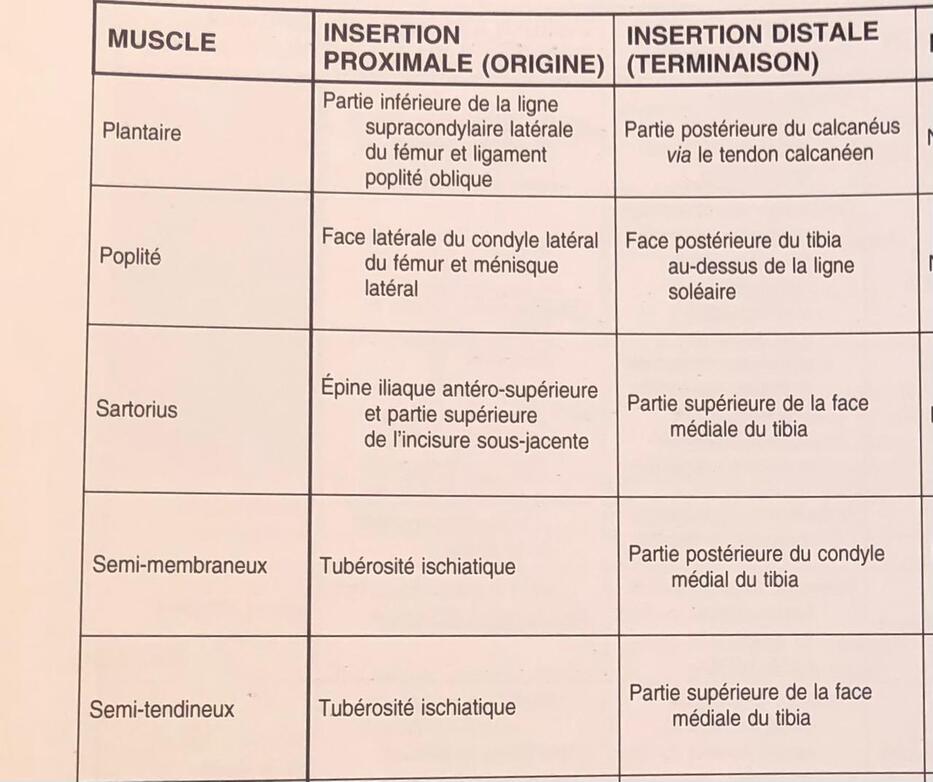 MUSCLE
INSERTION
PROXIMALE (ORIGINE)
INSERTION DISTALE
(TERMINAISON)
Plantaire
Partie inférieure de la ligne
supracondylaire latérale
du fémur et ligament
poplité oblique
Partie postérieure du calcanéus
via le tendon calcanéen
Poplité
Face latérale du condyle latéral
du fémur et ménisque
latéral
Face postérieure du tibia
au-dessus de la ligne
soléaire
Sartorius
Épine iliaque antéro-supérieure
et partie supérieure
de l'incisure sous-jacente
Partie supérieure de la face
médiale du tibia
Semi-membraneux
Tubérosité ischiatique
Partie postérieure du condyle
médial du tibia
Semi-tendineux
Tubérosité ischiatique
Partie supérieure de la face
médiale du tibia